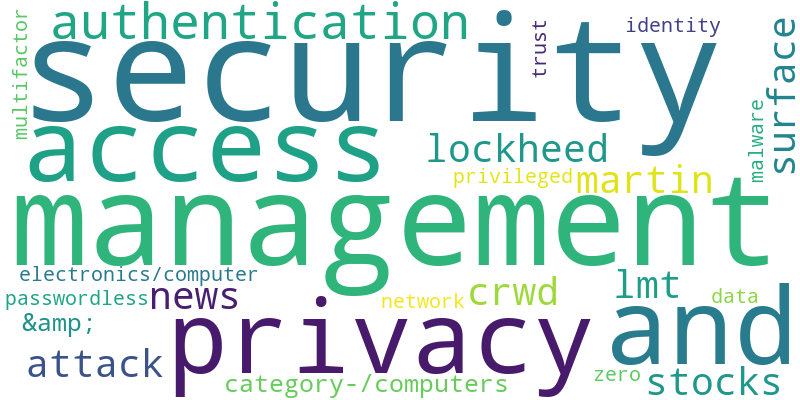 authentication
multifactor
security
trust
identity
surface
access
lockheed
malware
privileged
martin
management
electronics/computer
passwordless
news
&amp;
network
crwd
lmt
data
privacy
and
attack
category-/computers
zero
stocks